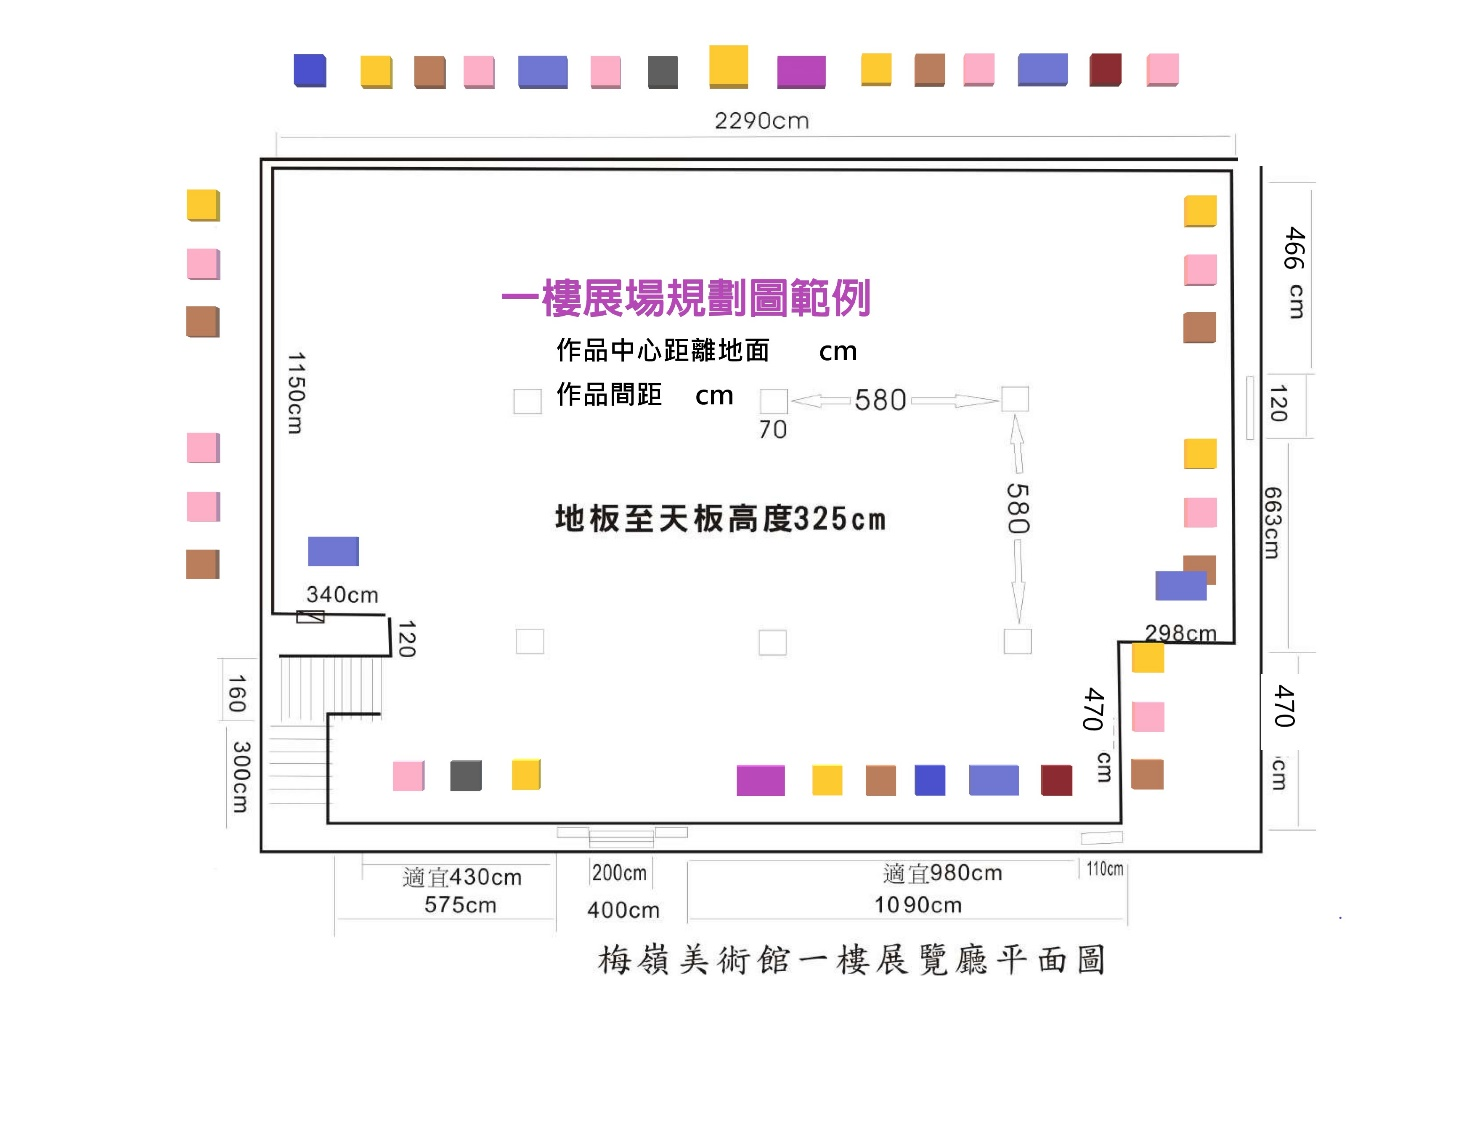 2290cm
466 cm
一樓展場規劃圖範例
作品中心距離地面 cm
作品間距 cm
1150cm
580
70
120
580
地板至天板高度325cm
663cm
340cm
120
298cm
160
470 cm
470 cm
300cm
適宜430cm
200cm
適宜980cm
110cm
575cm
400cm
1090cm
梅嶺美術館一樓展覽廳平面圖